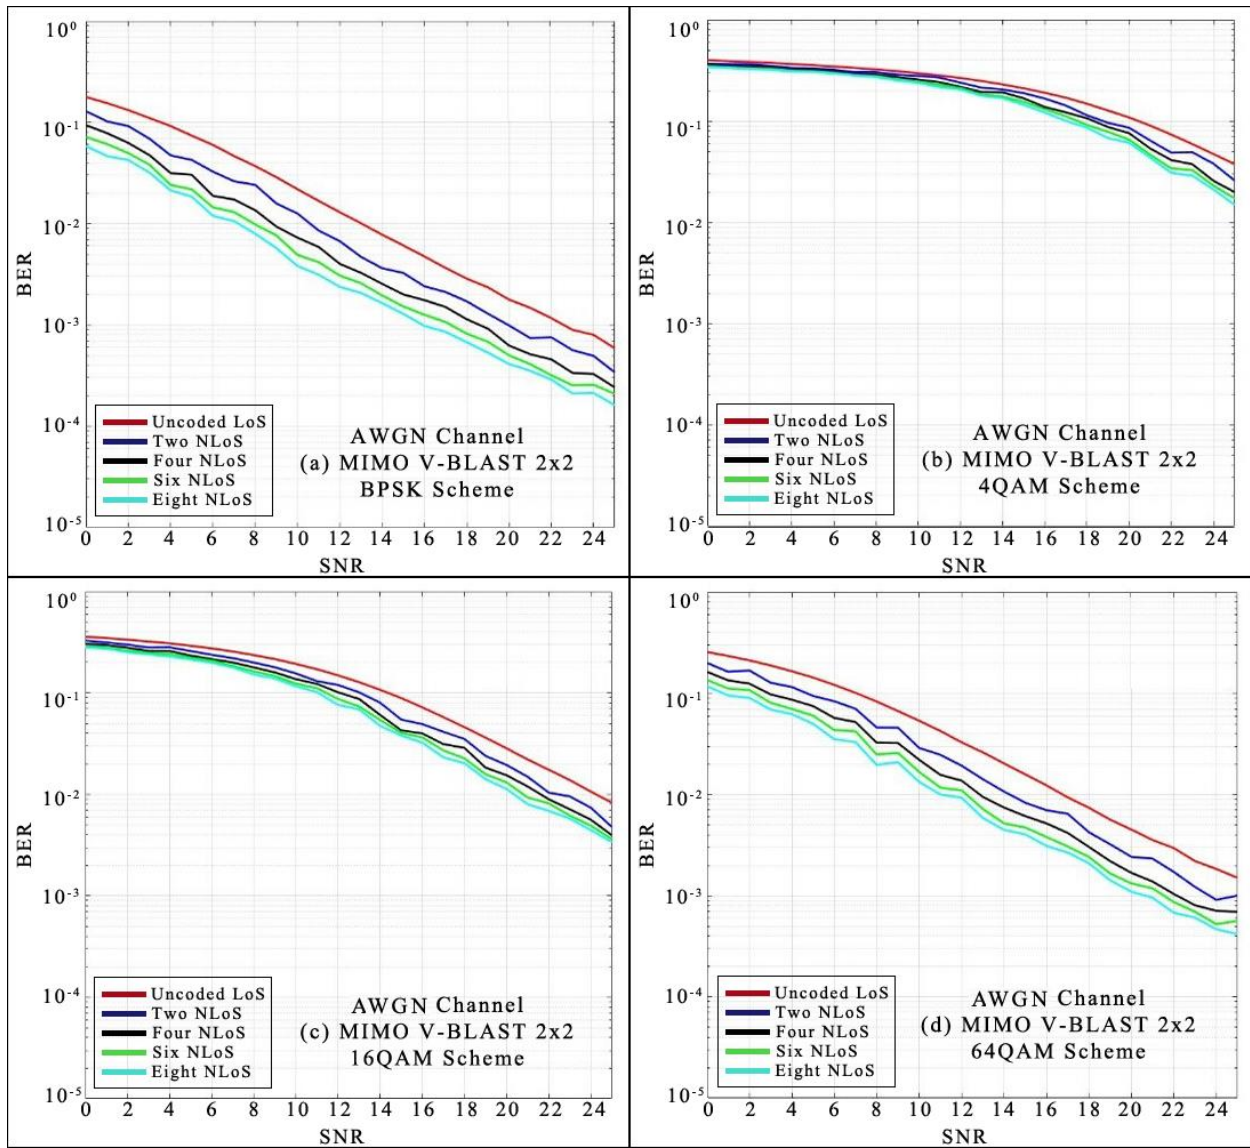 10^0
10^-1
10^-2
BER
10^-3
10^-4
10^-5
Uncoded LoS
Two NLoS
Four NLoS
Six NLoS
Eight NLoS
AWGN Channel
(a) MIMO V-BLAST 2x2
BPSK Scheme
0 2 4 6 8 10 12 14 16 18 20 22 24
SNR
10^0
10^-1
10^-2
BER
10^-3
10^-4
10^-5
Uncoded LoS
Two NLoS
Four NLoS
Six NLoS
Eight NLoS
AWGN Channel
(b) MIMO V-BLAST 2x2
4QAM Scheme
0 2 4 6 8 10 12 14 16 18 20 22 24
SNR
10^0
10^-1
10^-2
BER
10^-3
10^-4
10^-5
Uncoded LoS
Two NLoS
Four NLoS
Six NLoS
Eight NLoS
AWGN Channel
(c) MIMO V-BLAST 2x2
16QAM Scheme
0 2 4 6 8 10 12 14 16 18 20 22 24
SNR
10^0
10^-1
10^-2
BER
10^-3
10^-4
10^-5
Uncoded LoS
Two NLoS
Four NLoS
Six NLoS
Eight NLoS
AWGN Channel
(d) MIMO V-BLAST 2x2
64QAM Scheme
0 2 4 6 8 10 12 14 16 18 20 22 24
SNR